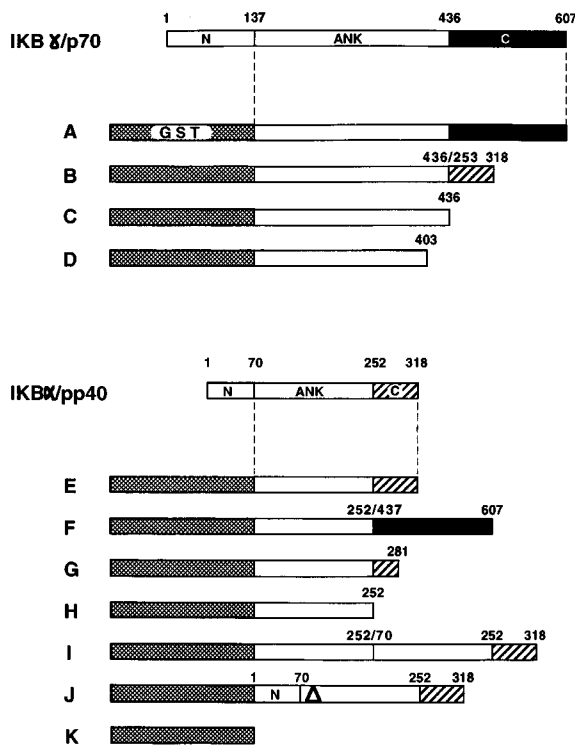 1 137 436 607
IKB ɣ/p70 N ANK C
A GST
436/253 318
B
436
C
403
D
1 70 252 318
IKBα/pp40 N ANK C
E
252/437 607
F
281
G
252
H
252/70 252 318
I
1 70 252 318
J N Δ
K